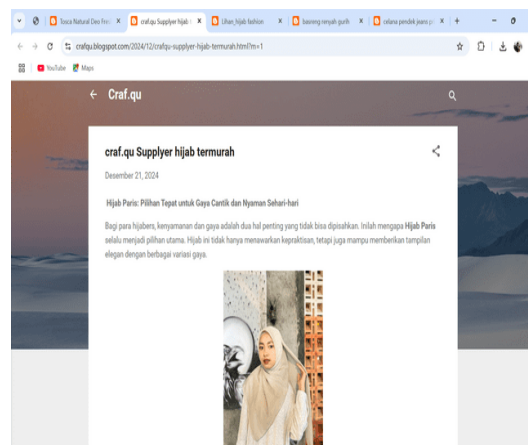 Tosca Natural Deo Fre
craf.qu Supplyer hijab t
Lihan_hijab fashion
basreng renyah gurih
celana pendek jeans p
crafqu.blogspot.com/2024/12/crafqu-supplyer-hijab-termurah.html?m=1
YouTube
Maps
Craf.qu
craf.qu Supplyer hijab termurah
Desember 21, 2024
Hijab Paris: Pilihan Tepat untuk Gaya Cantik dan Nyaman Sehari-hari
Bagi para hijabers, kenyamanan dan gaya adalah dua hal penting yang tidak bisa dipisahkan. Inilah mengapa Hijab Paris
selalu menjadi pilihan utama. Hijab ini tidak hanya menawarkan kepraktisan, tetapi juga mampu memberikan tampilan
elegan dengan berbagai variasi gaya.